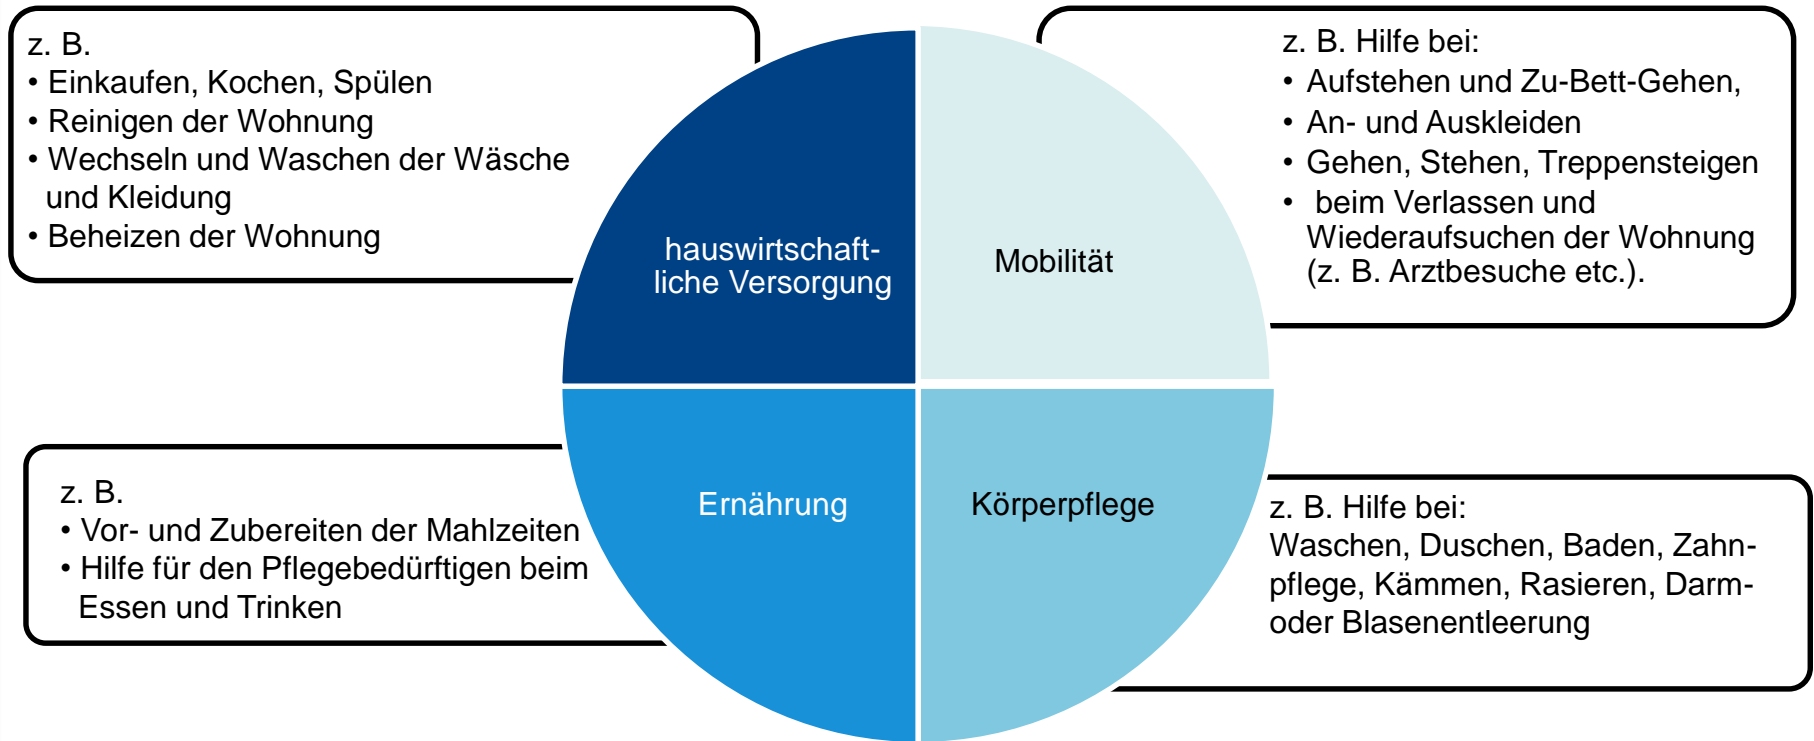 z. B.
• Einkaufen, Kochen, Spülen
• Reinigen der Wohnung
• Wechseln und Waschen der Wäsche
und Kleidung
• Beheizen der Wohnung
hauswirtschaft-
liche Versorgung
Mobilität
z. B. Hilfe bei:
• Aufstehen und Zu-Bett-Gehen,
• An- und Auskleiden
• Gehen, Stehen, Treppensteigen
• beim Verlassen und
Wiederaufsuchen der Wohnung
(z. B. Arztbesuche etc.).
z. B.
• Vor- und Zubereiten der Mahlzeiten
• Hilfe für den Pflegebedürftigen beim
Essen und Trinken
Ernährung
Körperpflege
z. B. Hilfe bei:
Waschen, Duschen, Baden, Zahn-
pflege, Kämmen, Rasieren, Darm-
oder Blasenentleerung